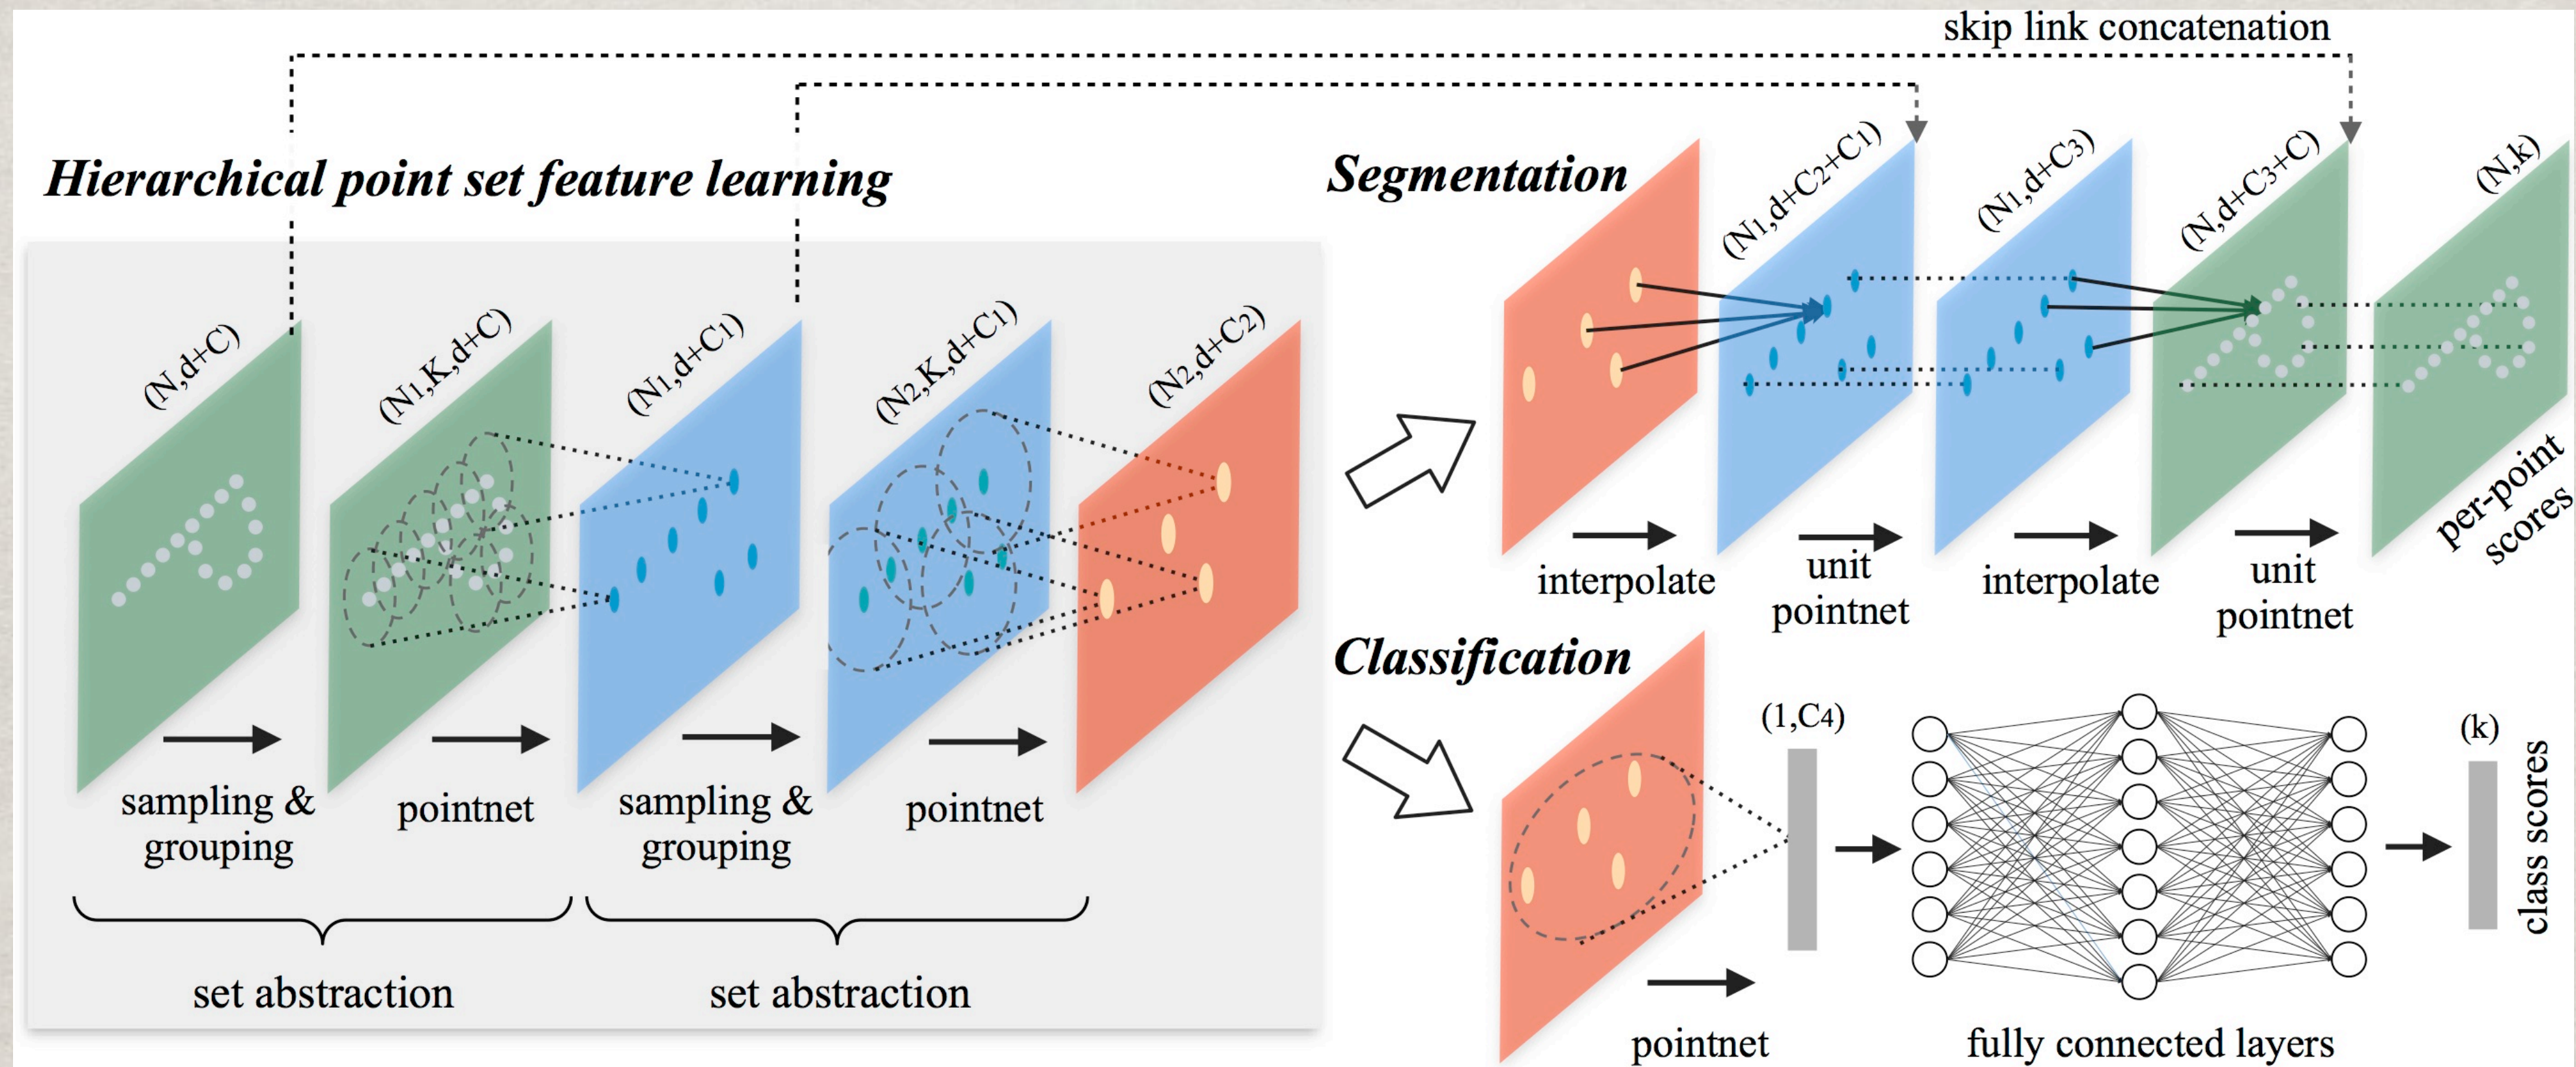 skip link concatenation
Hierarchical point set feature learning
(N,d+C)
(N1,K,d+C)
(N1,d+C1)
(N2,K,d+C1)
(N2,d+C2)
sampling &
grouping
pointnet
sampling &
grouping
pointnet
set abstraction
set abstraction
Segmentation
(N1,d+C2+C1)
(N1,d+C3)
(N,d+C3+C)
(N,k)
interpolate
unit
pointnet
interpolate
unit
pointnet
per-point
scores
Classification
(1,C4)
(k)
class scores
pointnet
fully connected layers